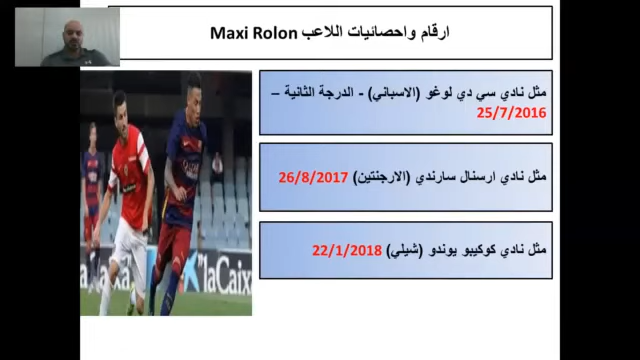 ارقام واحصائيات اللاعب Maxi Rolon
مثل نادي سي دي لوغو (الاسباني) - الدرجة الثانية –
25/7/2016
مثل نادي ارسنال سارندي (الارجنتين) 26/8/2017
مثل نادي كوكيبو يوندو (شيلي) 22/1/2018
laCaixa